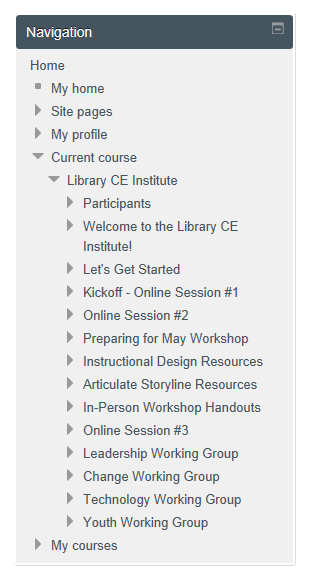 Navigation
Home
My home
Site pages
My profile
Current course
Library CE Institute
Participants
Welcome to the Library CE
Institute!
Let's Get Started
Kickoff - Online Session #1
Online Session #2
Preparing for May Workshop
Instructional Design Resources
Articulate Storyline Resources
In-Person Workshop Handouts
Online Session #3
Leadership Working Group
Change Working Group
Technology Working Group
Youth Working Group
My courses